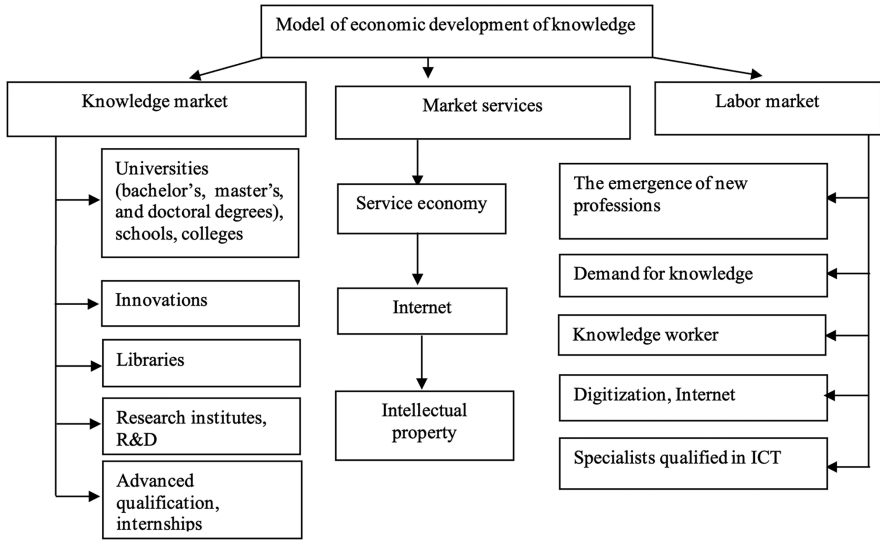 Model of economic development of knowledge
Knowledge market
Market services
Labor market
Universities
(bachelor’s, master’s,
and doctoral degrees),
schools, colleges
Innovations
Libraries
Research institutes,
R&D
Advanced
qualification,
internships
Service economy
Internet
Intellectual
property
The emergence of new
professions
Demand for knowledge
Knowledge worker
Digitization, Internet
Specialists qualified in ICT